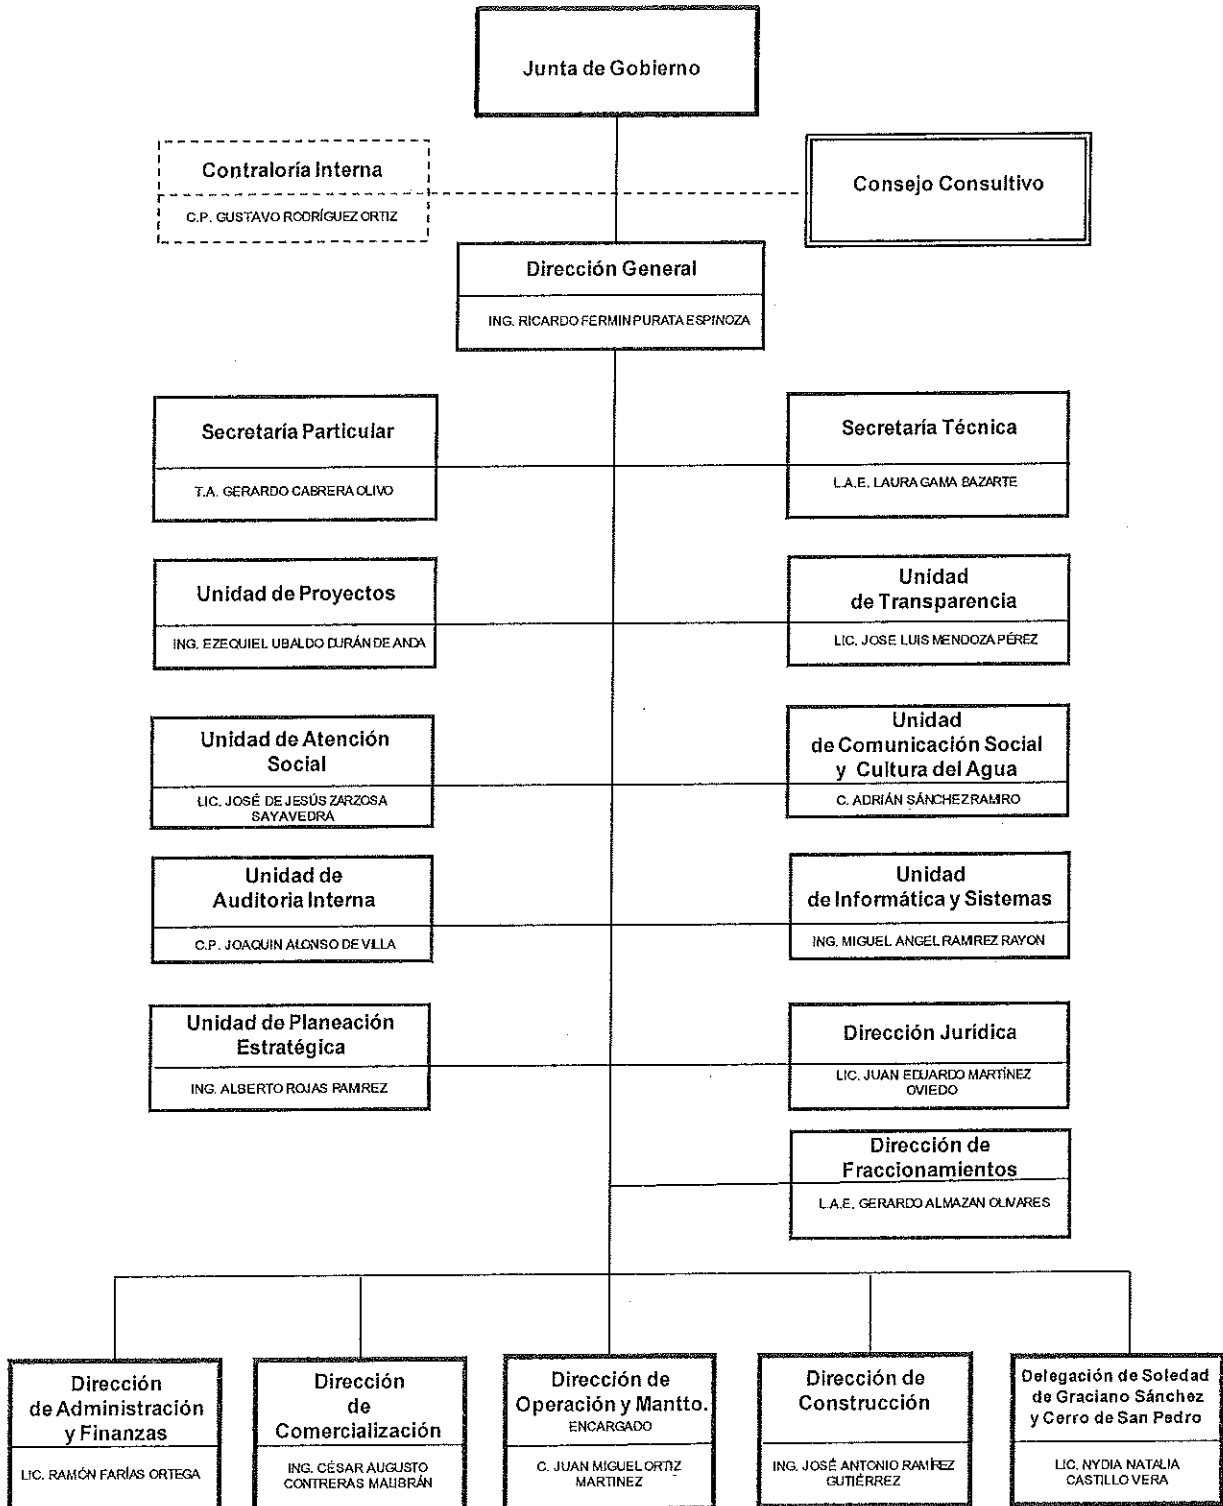 Junta de Gobierno
Contraloría Interna
C.P. GUSTAVO RODRÍGUEZ ORTIZ
Consejo Consultivo
Dirección General
ING. RICARDO FERMIN PURATA ESPINOZA
Secretaría Particular
T.A. GERARDO CABRERA OLIVO
Secretaría Técnica
L.A.E. LAURA GAMA BAZARTE
Unidad de Proyectos
ING. EZEQUIEL UBALDO DURÁN DE ANDA
Unidad
de Transparencia
LIC. JOSE LUIS MENDOZA PÉREZ
Unidad de Atención
Social
LIC. JOSÉ DE JESÚS ZARZOSA
SAYAVEDRA
Unidad
de Comunicación Social
y Cultura del Agua
C. ADRIÁN SÁNCHEZ RAMIRO
Unidad de
Auditoria Interna
C.P. JOAQUIN ALONSO DE VILLA
Unidad
de Informática y Sistemas
ING. MIGUEL ANGEL RAMIREZ RAYON
Unidad de Planeación
Estratégica
ING. ALBERTO ROJAS RAMIREZ
Dirección Jurídica
LIC. JUAN EDUARDO MARTÍNEZ
OVIEDO
Dirección de
Fraccionamientos
L.A.E. GERARDO ALMAZAN OLIVARES
Dirección
de Administración
y Finanzas
LIC. RAMÓN FARÍAS ORTEGA
Dirección
de
Comercialización
ING. CÉSAR AUGUSTO
CONTRERAS MALIBRÁN
Dirección de
Operación y Mantto.
ENCARGADO
C. JUAN MIGUEL ORTIZ
MARTINEZ
Dirección de
Construcción
ING. JOSÉ ANTONIO RAMÍREZ
GUTIÉRREZ
Delegación de Soledad
de Graciano Sánchez
y Cerro de San Pedro
LIC. NYDIA NATALIA
CASTILLO VERA